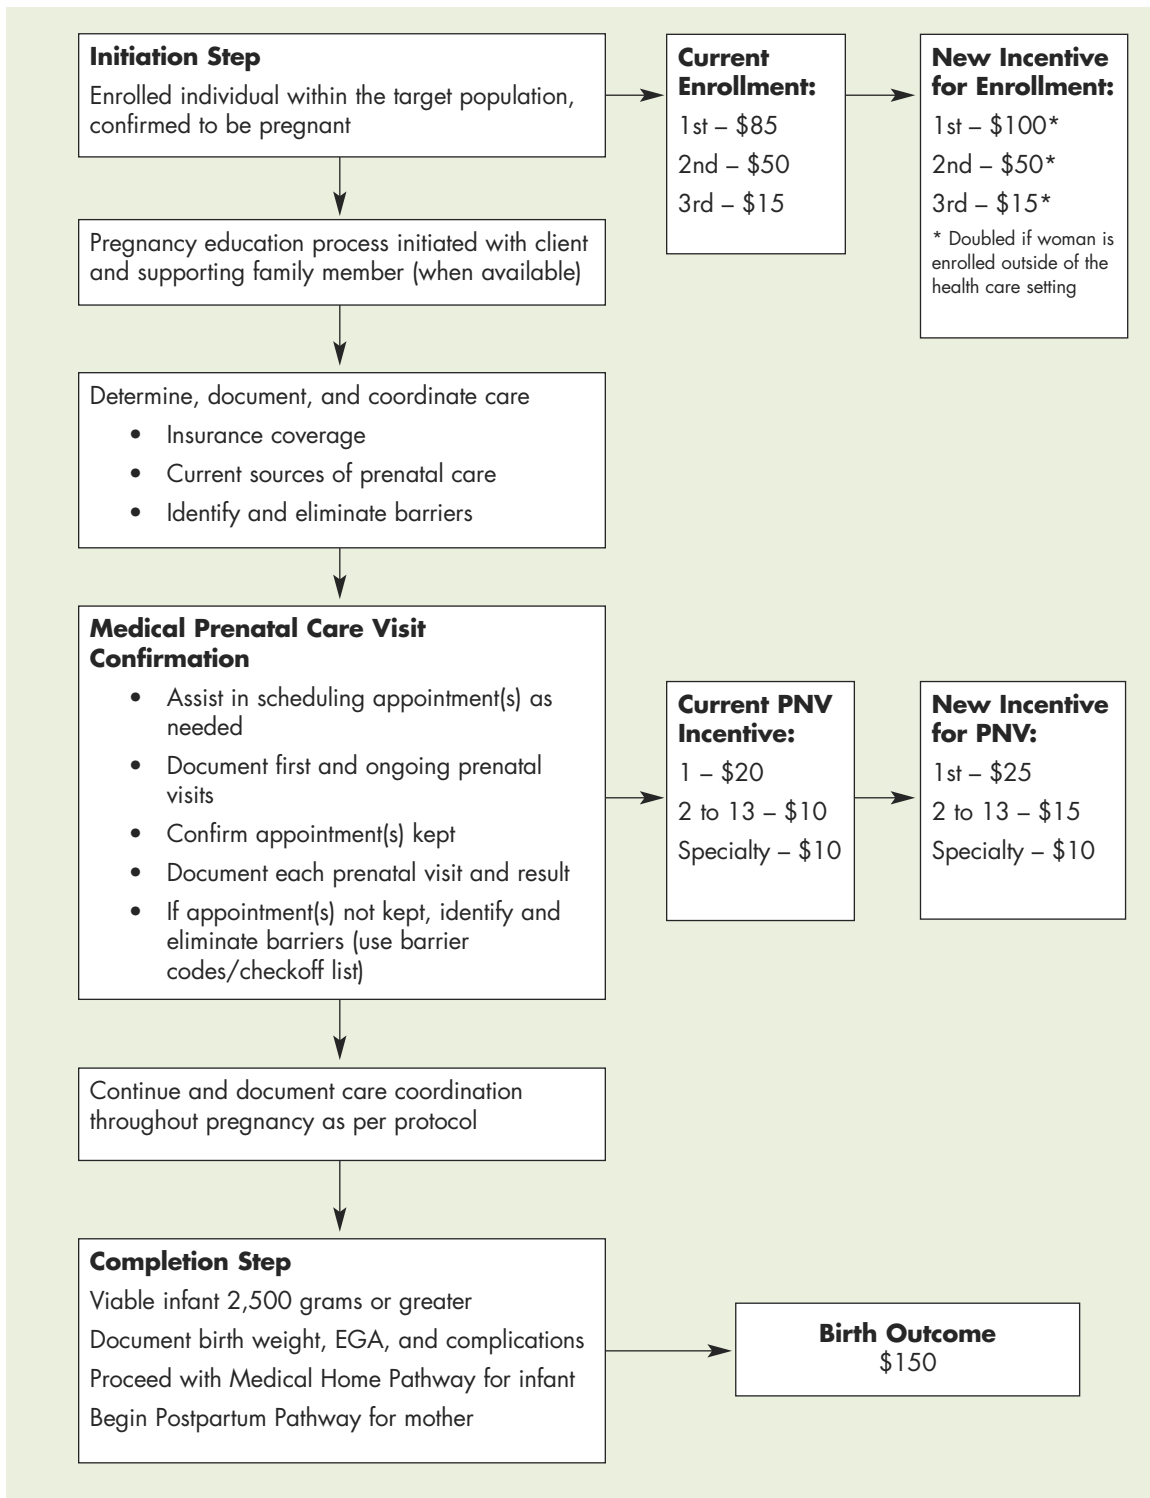 Initiation Step
Enrolled individual within the target population,
confirmed to be pregnant
Current
Enrollment:
1st – $85
2nd – $50
3rd – $15
New Incentive
for Enrollment:
1st – $100*
2nd – $50*
3rd – $15*
* Doubled if woman is
enrolled outside of the
health care setting
Pregnancy education process initiated with client
and supporting family member (when available)
Determine, document, and coordinate care
• Insurance coverage
• Current sources of prenatal care
• Identify and eliminate barriers
Medical Prenatal Care Visit
Confirmation
• Assist in scheduling appointment(s) as
needed
• Document first and ongoing prenatal
visits
• Confirm appointment(s) kept
• Document each prenatal visit and result
• If appointment(s) not kept, identify and
eliminate barriers (use barrier
codes/checkoff list)
Current PNV
Incentive:
1 – $20
2 to 13 – $10
Specialty – $10
New Incentive
for PNV:
1st – $25
2 to 13 – $15
Specialty – $10
Continue and document care coordination
throughout pregnancy as per protocol
Completion Step
Viable infant 2,500 grams or greater
Document birth weight, EGA, and complications
Proceed with Medical Home Pathway for infant
Begin Postpartum Pathway for mother
Birth Outcome
$150